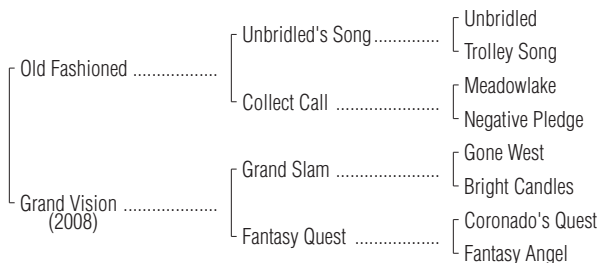 Unbridled
Unbridled's Song..............
Trolley Song
Old Fashioned .................
Meadowlake
Collect Call ......................
Negative Pledge
Gone West
Grand Slam ......................
Bright Candles
Grand Vision ...................
(2008)
Coronado's Quest
Fantasy Quest ..................
Fantasy Angel